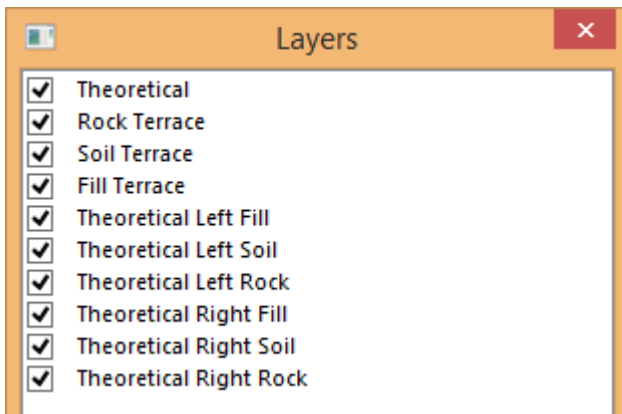 Layers
Theoretical
Rock Terrace
Soil Terrace
Fill Terrace
Theoretical Left Fill
Theoretical Left Soil
Theoretical Left Rock
Theoretical Right Fill
Theoretical Right Soil
Theoretical Right Rock